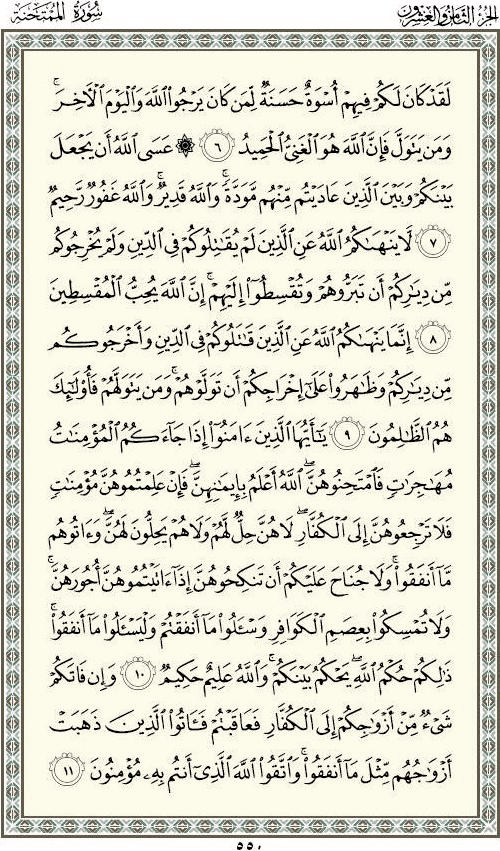 سُورَةُ المُمْتَحنَة الجُزءُ الثَّامِنُ وَالعِشْرُونَ
لَقَدْ كَانَ لَكُمْ فِيهِمْ أُسْوَةٌ حَسَنَةٌ لِّمَن كَانَ يَرْجُوا۟ ٱللَّهَ وَٱلْيَوْمَ ٱلْءَاخِرَ ۚ
وَمَن يَتَوَلَّ فَإِنَّ ٱللَّهَ هُوَ ٱلْغَنِىُّ ٱلْحَمِيدُ ٦ ۞ عَسَى ٱللَّهُ أَن يَجْعَلَ
بَيْنَكُمْ وَبَيْنَ ٱلَّذِينَ عَادَيْتُم مِّنْهُم مَّوَدَّةً ۚ وَٱللَّهُ قَدِيرٌ ۚ وَٱللَّهُ غَفُورٌ رَّحِيمٌ
٧ لَّا يَنْهَىٰكُمُ ٱللَّهُ عَنِ ٱلَّذِينَ لَمْ يُقَـٰتِلُوكُمْ فِى ٱلدِّينِ وَلَمْ يُخْرِجُوكُم
مِّن دِيَـٰرِكُمْ أَن تَبَرُّوهُمْ وَتُقْسِطُوٓا۟ إِلَيْهِمْ ۚ إِنَّ ٱللَّهَ يُحِبُّ ٱلْمُقْسِطِينَ
٨ إِنَّمَا يَنْهَىٰكُمُ ٱللَّهُ عَنِ ٱلَّذِينَ قَـٰتَلُوكُمْ فِى ٱلدِّينِ وَأَخْرَجُوكُم
مِّن دِيَـٰرِكُمْ وَظَـٰهَرُوا۟ عَلَىٰٓ إِخْرَاجِكُمْ أَن تَوَلَّوْهُمْ ۚ وَمَن يَتَوَلَّهُمْ فَأُو۟لَـٰٓئِكَ
هُمُ ٱلظَّـٰلِمُونَ ٩ يَـٰٓأَيُّهَا ٱلَّذِينَ ءَامَنُوٓا۟ إِذَا جَآءَكُمُ ٱلْمُؤْمِنَـٰتُ
مُهَـٰجِرَٰتٍ فَٱمْتَحِنُوهُنَّ ۖ ٱللَّهُ أَعْلَمُ بِإِيمَـٰنِهِنَّ ۖ فَإِنْ عَلِمْتُمُوهُنَّ مُؤْمِنَـٰتٍ
فَلَا تَرْجِعُوهُنَّ إِلَى ٱلْكُفَّارِ ۖ لَا هُنَّ حِلٌّ لَّهُمْ وَلَا هُمْ يَحِلُّونَ لَهُنَّ ۖ وَءَاتُوهُم
مَّآ أَنفَقُوا۟ ۚ وَلَا جُنَاحَ عَلَيْكُمْ أَن تَنكِحُوهُنَّ إِذَآ ءَاتَيْتُمُوهُنَّ أُجُورَهُنَّ ۚ
وَلَا تُمْسِكُوا۟ بِعِصَمِ ٱلْكَوَافِرِ وَسْـَٔلُوا۟ مَآ أَنفَقْتُمْ وَلْيَسْـَٔلُوا۟ مَآ أَنفَقُوا۟ ۚ
ذَٰلِكُمْ حُكْمُ ٱللَّهِ ۖ يَحْكُمُ بَيْنَكُمْ ۚ وَٱللَّهُ عَلِيمٌ حَكِيمٌ ١٠ وَإِن فَاتَكُمْ
شَىْءٌ مِّنْ أَزْوَٰجِكُمْ إِلَى ٱلْكُفَّارِ فَعَاقَبْتُمْ فَـَٔاتُوا۟ ٱلَّذِينَ ذَهَبَتْ
أَزْوَٰجُهُم مِّثْلَ مَآ أَنفَقُوا۟ ۚ وَٱتَّقُوا۟ ٱللَّهَ ٱلَّذِىٓ أَنتُم بِهِۦ مُؤْمِنُونَ ١١
٥٥٠